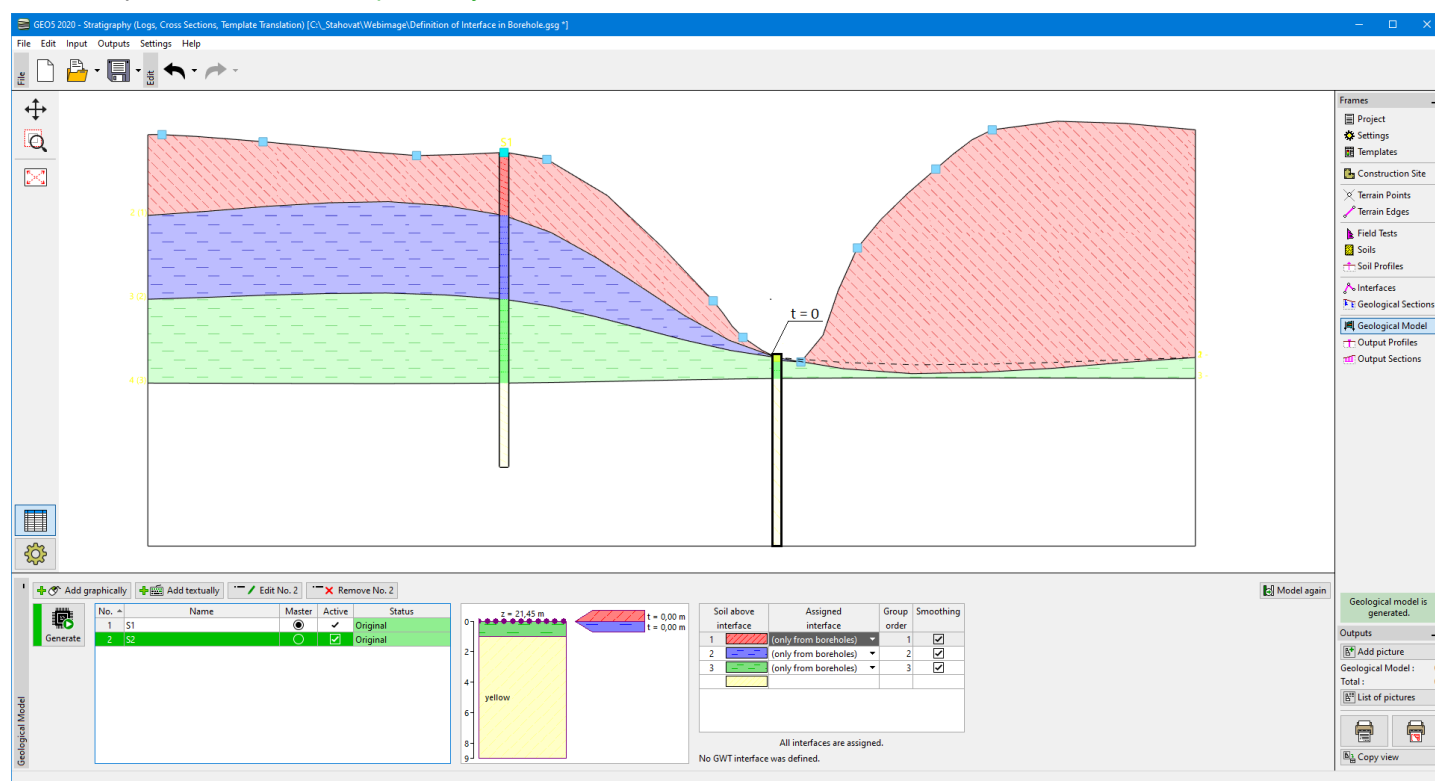 GEO5 2020 - Stratigraphy (Logs, Cross Sections, Template Translation) [C:\_Stahovat\Webimage\Definition of Interface in Borehole.gsg *]
File Edit Input Outputs Settings Help
File
Edit
S1
t = 0
Frames
Project
Settings
Templates
Construction Site
Terrain Points
Terrain Edges
Field Tests
Soils
Soil Profiles
Interfaces
Geological Sections
Geological Model
Output Profiles
Output Sections
Add graphically Add textually Edit No. 2 Remove No. 2 Model again
Generate
No. Name Master Active Status
1 S1 Original
2 S2 Original
z = 21,45 m
t = 0,00 m
t = 0,00 m
0
2
4
6
8
9
yellow
Soil above interface Assigned interface Group order Smoothing
1 (only from boreholes) 1
2 (only from boreholes) 2
3 (only from boreholes) 3
All interfaces are assigned.
No GWT interface was defined.
Geological Model
Geological model is
generated.
Outputs
Add picture
Geological Model :
Total :
List of pictures
Copy view